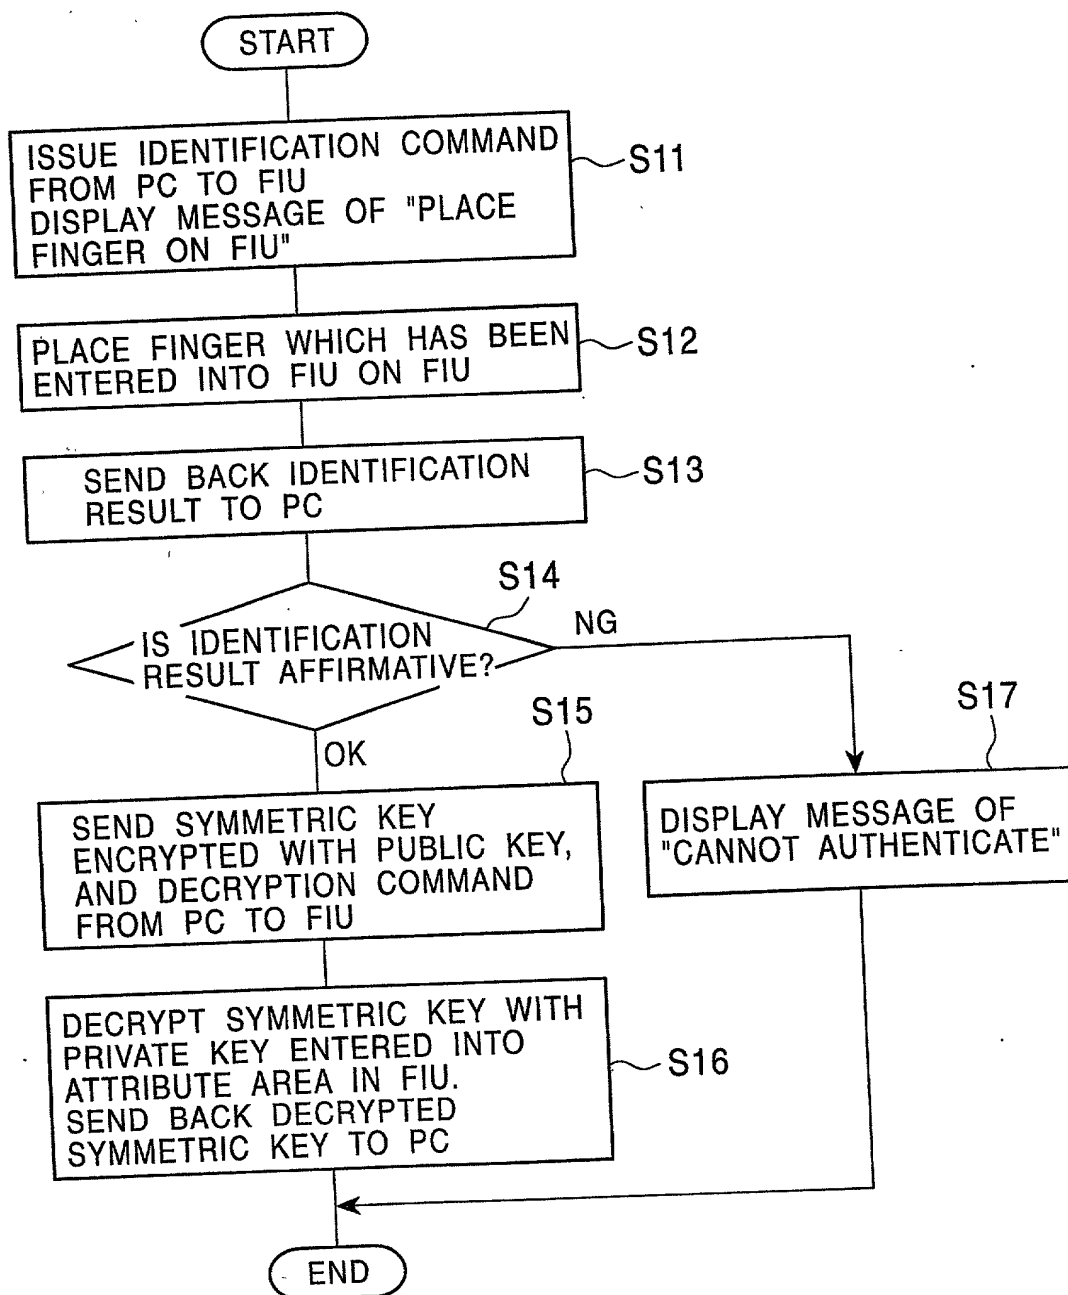 START
ISSUE IDENTIFICATION COMMAND
FROM PC TO FIU
DISPLAY MESSAGE OF "PLACE
FINGER ON FIU"
S11
PLACE FINGER WHICH HAS BEEN
ENTERED INTO FIU ON FIU
S12
SEND BACK IDENTIFICATION
RESULT TO PC
S13
S14
IS IDENTIFICATION
RESULT AFFIRMATIVE?
NG
OK
S15
SEND SYMMETRIC KEY
ENCRYPTED WITH PUBLIC KEY,
AND DECRYPTION COMMAND
FROM PC TO FIU
S17
DISPLAY MESSAGE OF
"CANNOT AUTHENTICATE"
DECRYPT SYMMETRIC KEY WITH
PRIVATE KEY ENTERED INTO
ATTRIBUTE AREA IN FIU.
SEND BACK DECRYPTED
SYMMETRIC KEY TO PC
S16
END